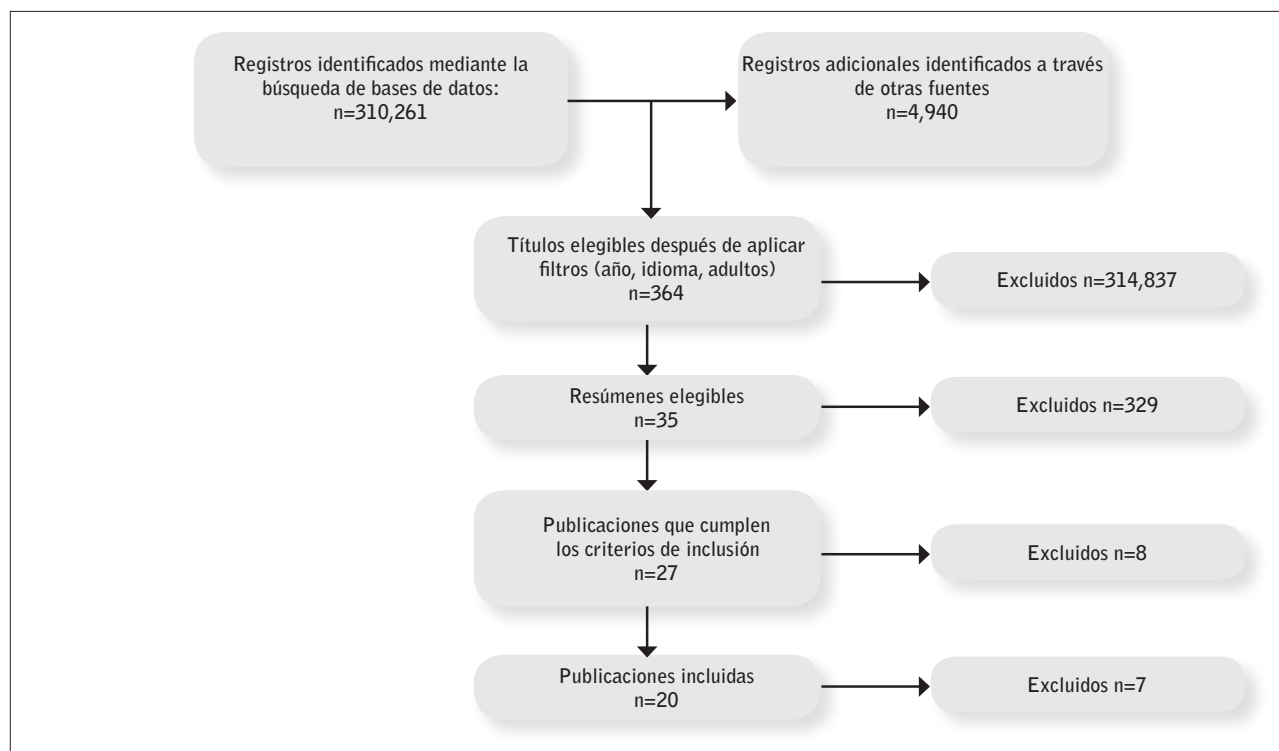 Registros identificados mediante la
búsqueda de bases de datos:
n=310,261
Registros adicionales identificados a través
de otras fuentes
n=4,940
Títulos elegibles después de aplicar
filtros (año, idioma, adultos)
n=364
Excluidos n=314,837
Resúmenes elegibles
n=35
Excluidos n=329
Publicaciones que cumplen
los criterios de inclusión
n=27
Excluidos n=8
Publicaciones incluidas
n=20
Excluidos n=7